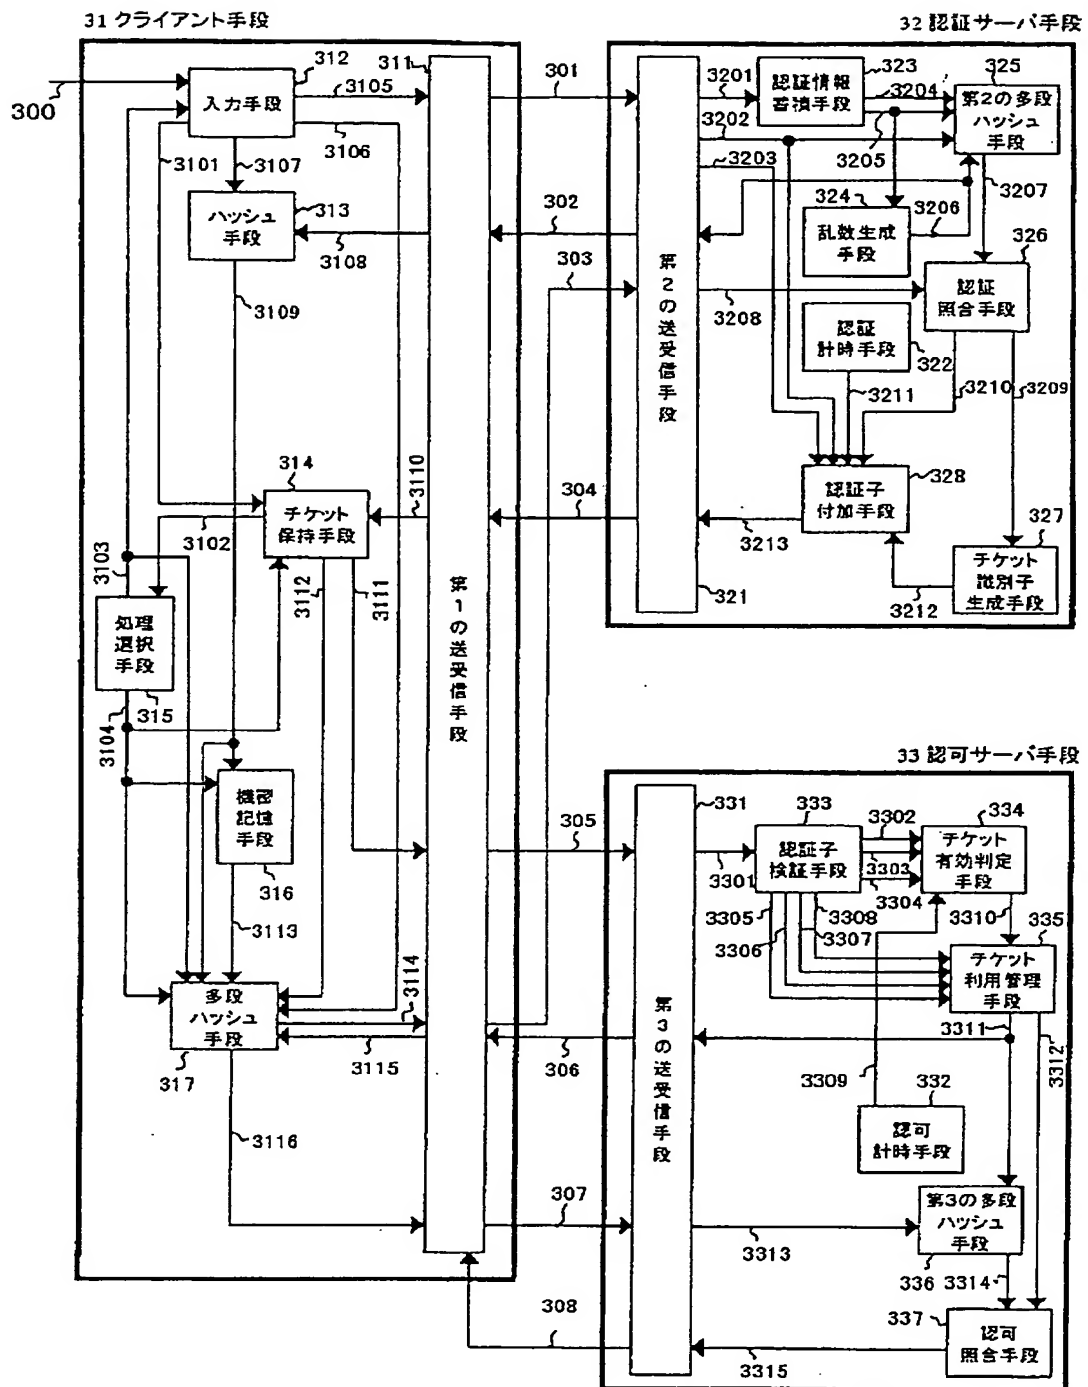 31 クライアント手段
32 認証サーバ手段
300
312
入力手段
3105
3106
3101
3107
311
301
313
ハッシュ
手段
3108
302
303
3109
314
チケット
保持手段
3110
304
3102
3103
3112
3111
処理
選択
手段
315
3104
第1の送受信手段
機密
記憶
手段
316
3113
305
3114
多段
ハッシュ
手段
317
3115
306
3116
307
308
3201
認証情報
蓄積手段
323
3204
325
第2の多段
ハッシュ
手段
3202
3205
3203
3207
324
乱数生成
手段
3206
326
認証
照合手段
第2の送受信手段
3208
認証
計時手段
322
3211
3210
3209
328
認証子
付加手段
3213
327
チケット
識別子
生成手段
3212
321
33 認可サーバ手段
331
333
認証子
検証手段
3301
3302
3303
3304
334
チケット
有効判定
手段
3305
3306
3308
3307
3310
335
チケット
利用管理
手段
3311
3312
第3の送受信手段
3309
332
認可
計時手段
第3の多段
ハッシュ
手段
3313
336
3314
337
認可
照合手段
3315